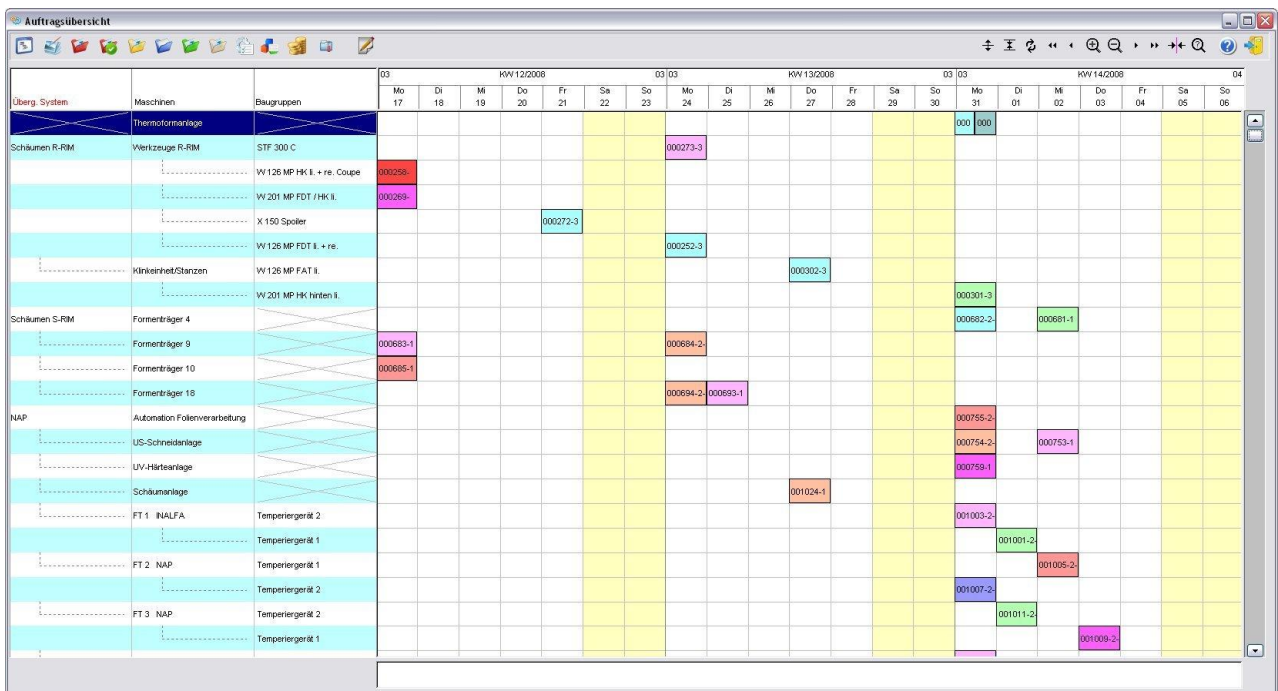 Auftragsübersicht
03 KW 12/2008 03 03 KW 13/2008 03 03 KW 14/2008 04
Mo Di Mi Do Fr Sa So Mo Di Mi Do Fr Sa So Mo Di Mi Do Fr Sa So
Überg. System Maschinen Baugruppen 17 18 19 20 21 22 23 24 25 26 27 28 29 30 31 01 02 03 04 05 06
Thermoformanlage 000 000
Schäumen R-RIM Werkzeuge R-RIM STF 300 C 000273-3
W 126 MP HK li. + re. Coupe 000258-
W 201 MP FDT / HK li. 000269-
X 150 Spoiler 000272-3
W 126 MP FDT li. + re. 000252-3
Klinkeinheit/Stanzen W 126 MP FAT li. 000302-3
W 201 MP HK hinten li. 000301-3
Schäumen S-RIM Formenträger 4 000682-2- 000681-1
Formenträger 9 000683-1 000684-2-
Formenträger 10 000685-1
Formenträger 18 000694-2- 000693-1
NAP Automation Folienverarbeitung 000755-2-
US-Schneidanlage 000754-2- 000753-1
UV-Härteanlage 000759-1
Schäumanlage 001024-1
FT 1 INALFA Temperiergerät 2 001003-2-
Temperiergerät 1 001001-2-
FT 2 NAP Temperiergerät 1 001005-2-
Temperiergerät 2 001007-2-
FT 3 NAP Temperiergerät 2 001011-2-
Temperiergerät 1 001009-2-